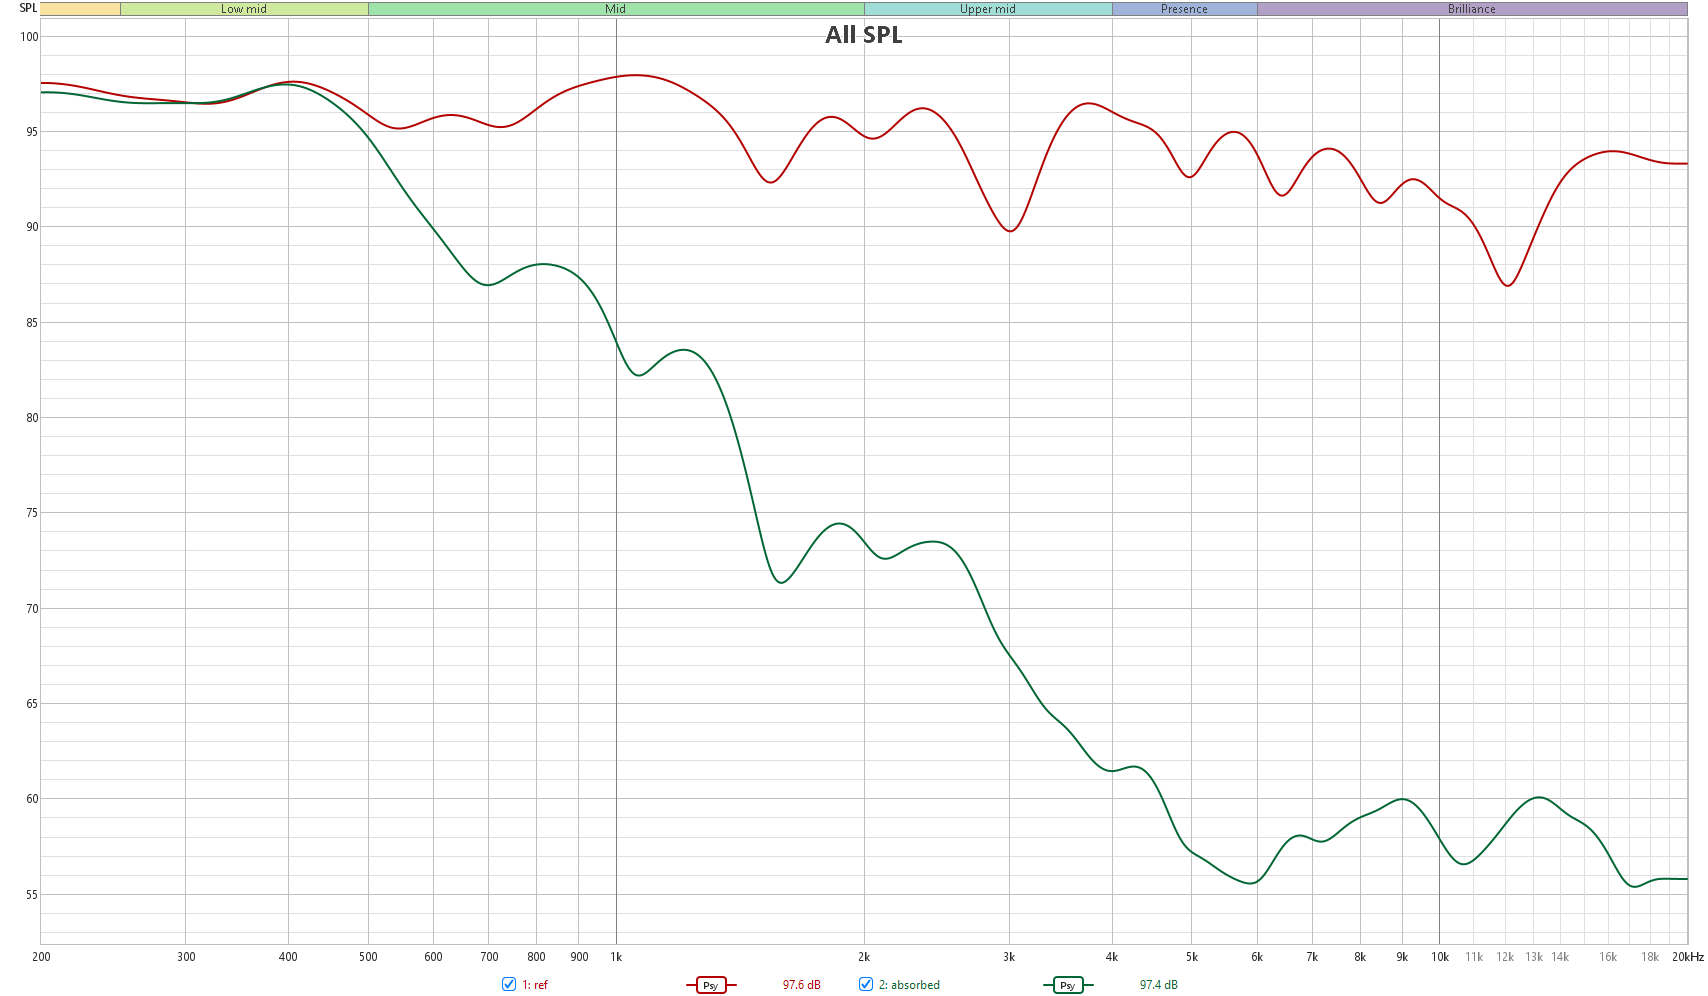 SPL
Low mid Mid Upper mid Presence Brilliance
All SPL
100
95
90
85
80
75
70
65
60
55
200 300 400 500 600 700 800 900 1k 2k 3k 4k 5k 6k 7k 8k 9k 10k 11k 12k 13k 14k 16k 18k 20kHz
1: ref Psy 97.6 dB 2: absorbed Psy 97.4 dB